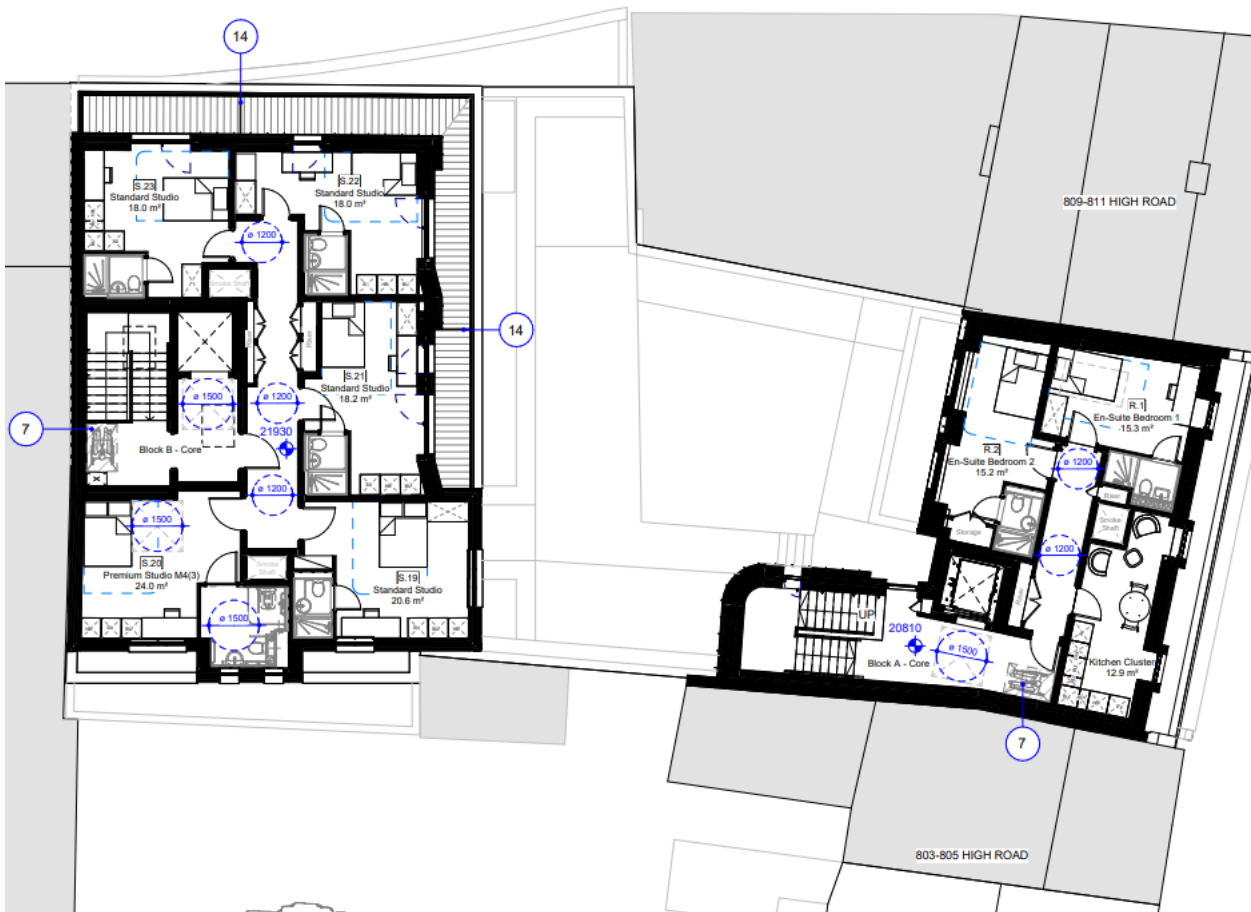 14
S.23
Standard Studio
18.0 m²
S.22
Standard Studio
18.0 m²
ø 1200
Smoke Shaft
Riser
Riser
14
S.21
Standard Studio
18.2 m²
ø 1500
ø 1200
21930
7
Block B - Core
ø 1200
ø 1500
S.20
Premium Studio M4(3)
24.0 m²
Smoke
Shaft
S.19
Standard Studio
20.6 m²
ø 1500
809-811 HIGH ROAD
R.1
En-Suite Bedroom 1
15.3 m²
R.2
En-Suite Bedroom 2
15.2 m²
ø 1200
Riser
Smoke
Shaft
Storage
ø 1200
Riser
UP
20810
Block A - Core
ø 1500
Kitchen Cluster
12.9 m²
7
803-805 HIGH ROAD